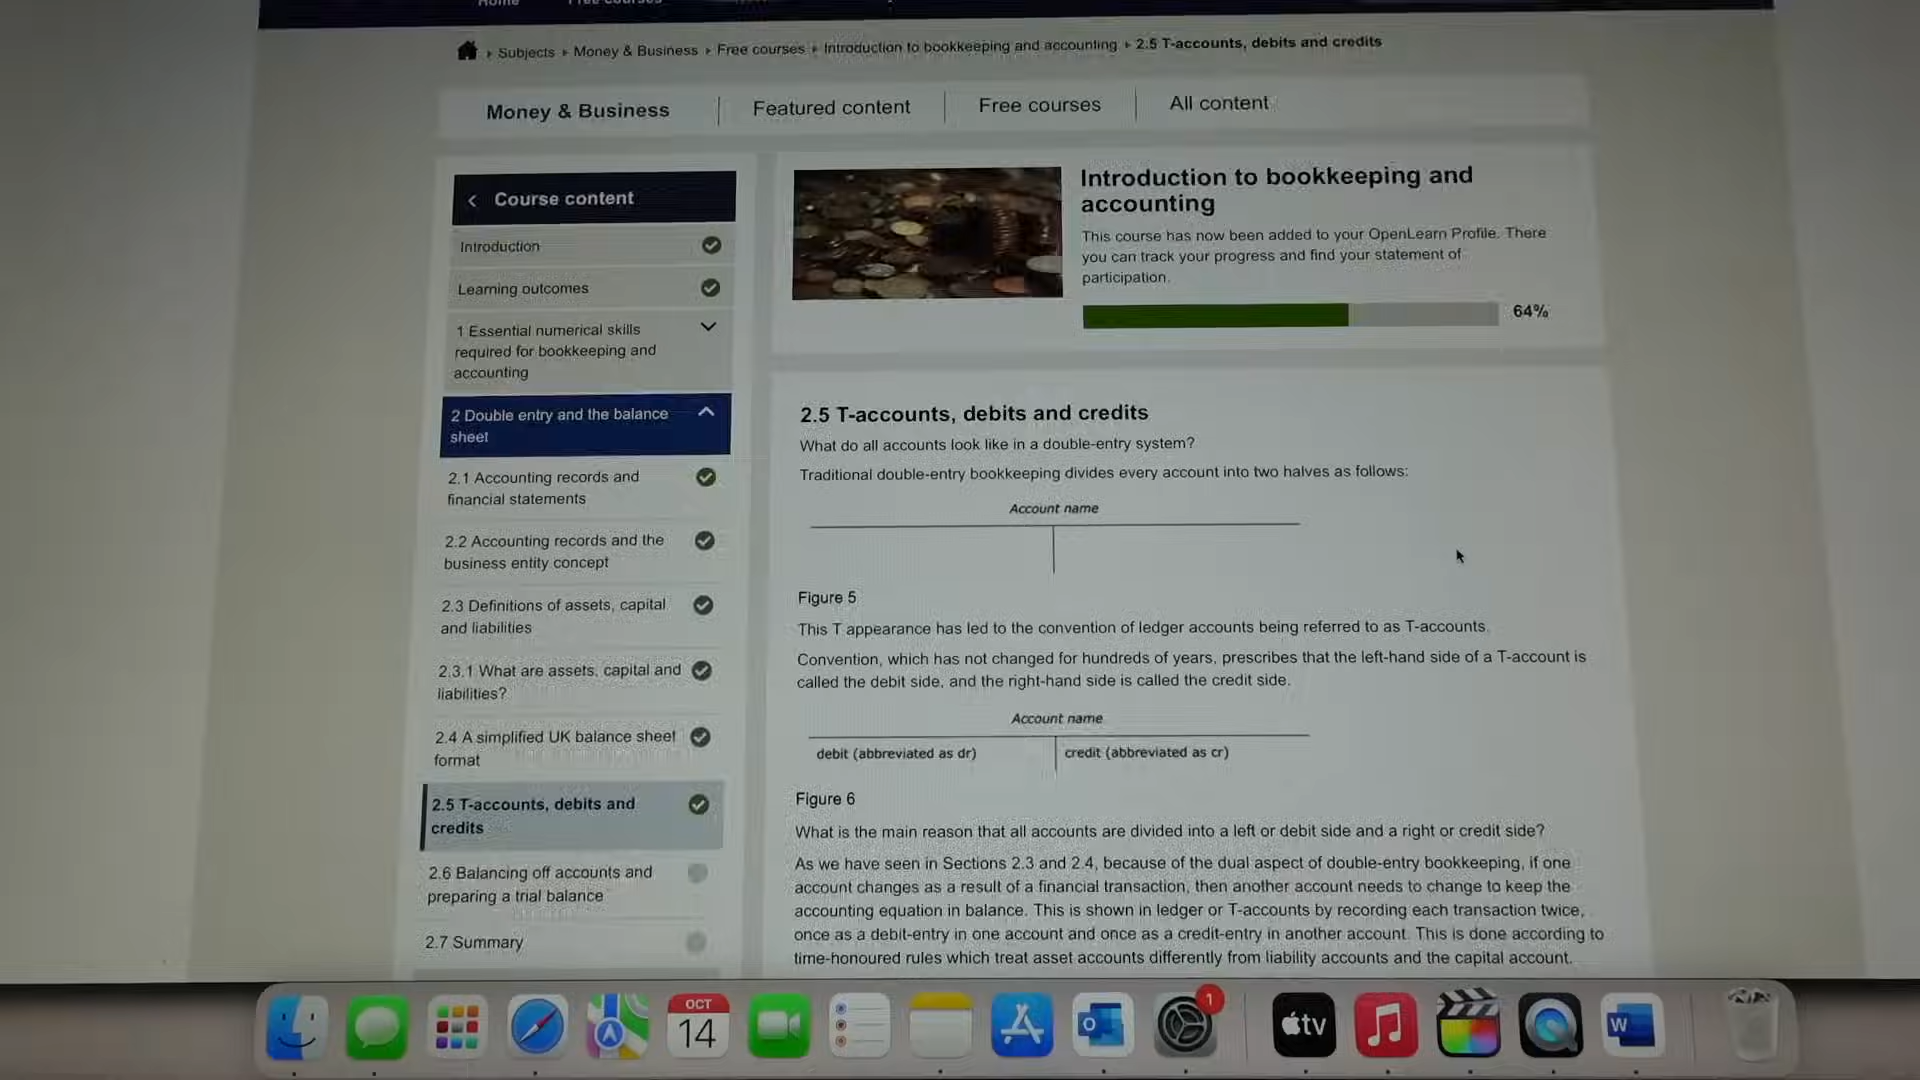 Home
Free courses
Subjects ▸ Money & Business ▸ Free courses ▸ Introduction to bookkeeping and accounting ▸ 2.5 T-accounts, debits and credits
Money & Business
Featured content
Free courses
All content
Course content
Introduction
Learning outcomes
1 Essential numerical skills
required for bookkeeping and
accounting
2 Double entry and the balance
sheet
2.1 Accounting records and
financial statements
2.2 Accounting records and the
business entity concept
2.3 Definitions of assets, capital
and liabilities
2.3.1 What are assets, capital and
liabilities?
2.4 A simplified UK balance sheet
format
2.5 T-accounts, debits and
credits
2.6 Balancing off accounts and
preparing a trial balance
2.7 Summary
Introduction to bookkeeping and
accounting
This course has now been added to your OpenLearn Profile. There
you can track your progress and find your statement of
participation.
64%
2.5 T-accounts, debits and credits
What do all accounts look like in a double-entry system?
Traditional double-entry bookkeeping divides every account into two halves as follows:
Account name
Figure 5
This T appearance has led to the convention of ledger accounts being referred to as T-accounts.
Convention, which has not changed for hundreds of years, prescribes that the left-hand side of a T-account is
called the debit side, and the right-hand side is called the credit side.
Account name
debit (abbreviated as dr)
credit (abbreviated as cr)
Figure 6
What is the main reason that all accounts are divided into a left or debit side and a right or credit side?
As we have seen in Sections 2.3 and 2.4, because of the dual aspect of double-entry bookkeeping, if one
account changes as a result of a financial transaction, then another account needs to change to keep the
accounting equation in balance. This is shown in ledger or T-accounts by recording each transaction twice,
once as a debit-entry in one account and once as a credit-entry in another account. This is done according to
time-honoured rules which treat asset accounts differently from liability accounts and the capital account.
OCT
14
1
tv
W